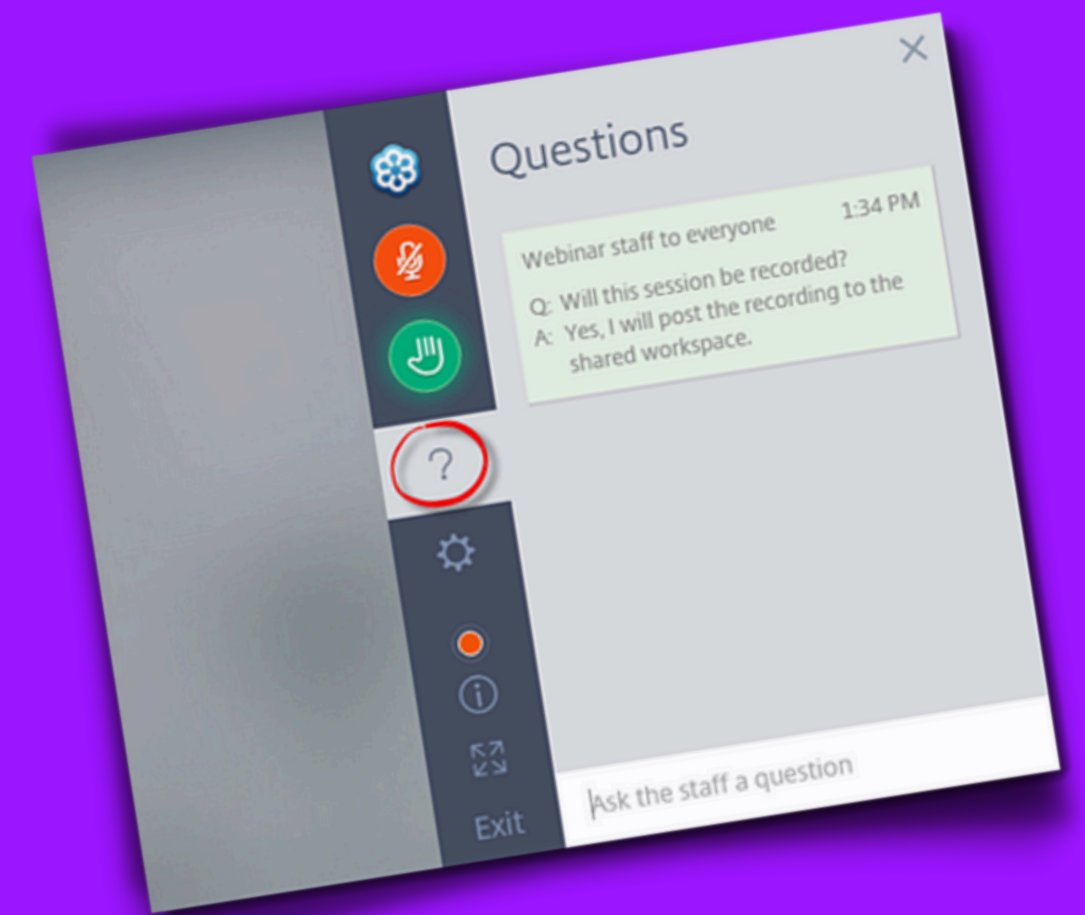 Questions
Webinar staff to everyone 1:34 PM
Q: Will this session be recorded?
A: Yes, I will post the recording to the
shared workspace.
?
Exit
Ask the staff a question